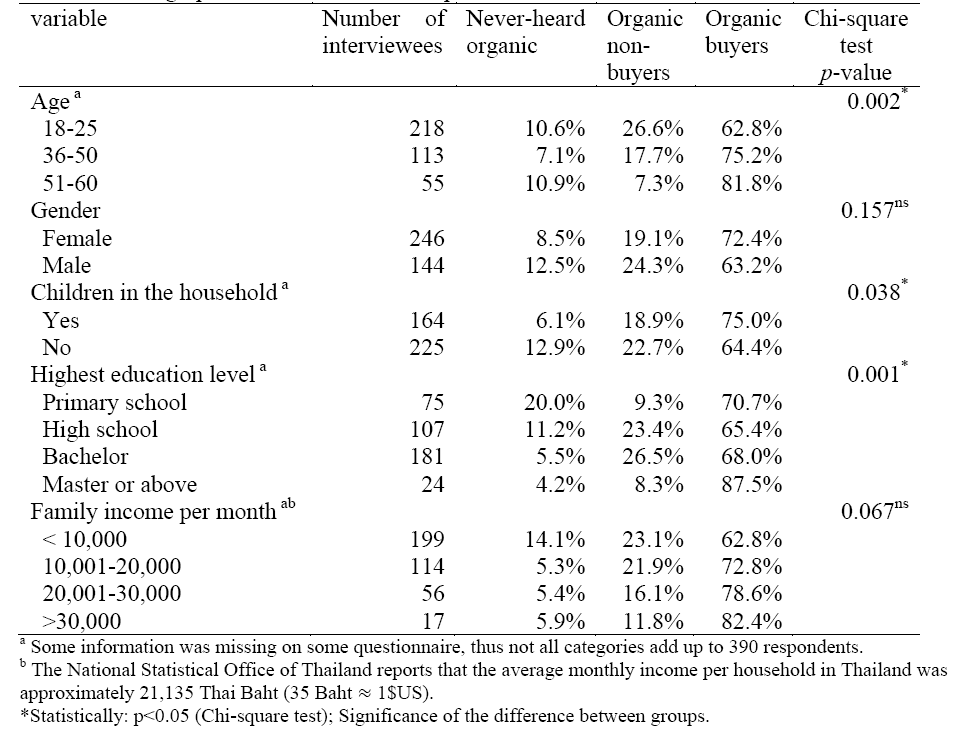 variable Number of Never-heard Organic Organic Chi-square
interviewees organic non- buyers test
buyers p-value
Age a 0.002*
18-25 218 10.6% 26.6% 62.8%
36-50 113 7.1% 17.7% 75.2%
51-60 55 10.9% 7.3% 81.8%
Gender 0.157ns
Female 246 8.5% 19.1% 72.4%
Male 144 12.5% 24.3% 63.2%
Children in the household a 0.038*
Yes 164 6.1% 18.9% 75.0%
No 225 12.9% 22.7% 64.4%
Highest education level a 0.001*
Primary school 75 20.0% 9.3% 70.7%
High school 107 11.2% 23.4% 65.4%
Bachelor 181 5.5% 26.5% 68.0%
Master or above 24 4.2% 8.3% 87.5%
Family income per month ab 0.067ns
< 10,000 199 14.1% 23.1% 62.8%
10,001-20,000 114 5.3% 21.9% 72.8%
20,001-30,000 56 5.4% 16.1% 78.6%
>30,000 17 5.9% 11.8% 82.4%
a Some information was missing on some questionnaire, thus not all categories add up to 390 respondents.
b The National Statistical Office of Thailand reports that the average monthly income per household in Thailand was
approximately 21,135 Thai Baht (35 Baht ≈ 1$US).
*Statistically: p<0.05 (Chi-square test); Significance of the difference between groups.